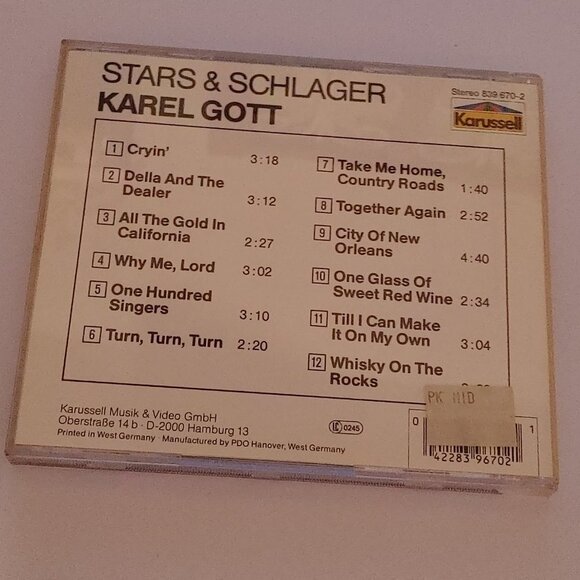 STARS & SCHLAGER
KAREL GOTT
Stereo 839 670-2
Karussell
1 Cryin' 3:18
2 Della And The
Dealer 3:12
3 All The Gold In
California 2:27
4 Why Me, Lord 3:02
5 One Hundred
Singers 3:10
6 Turn, Turn, Turn 2:20
7 Take Me Home,
Country Roads 1:40
8 Together Again 2:52
9 City Of New
Orleans 4:40
10 One Glass Of
Sweet Red Wine 2:34
11 Till I Can Make
It On My Own 3:04
12 Whisky On The
Rocks
Karussell Musik & Video GmbH
Oberstraße 14 b · D-2000 Hamburg 13
Printed in West Germany · Manufactured by PDO Hanover, West Germany
LC 0245
PK
0 1
42283 96702